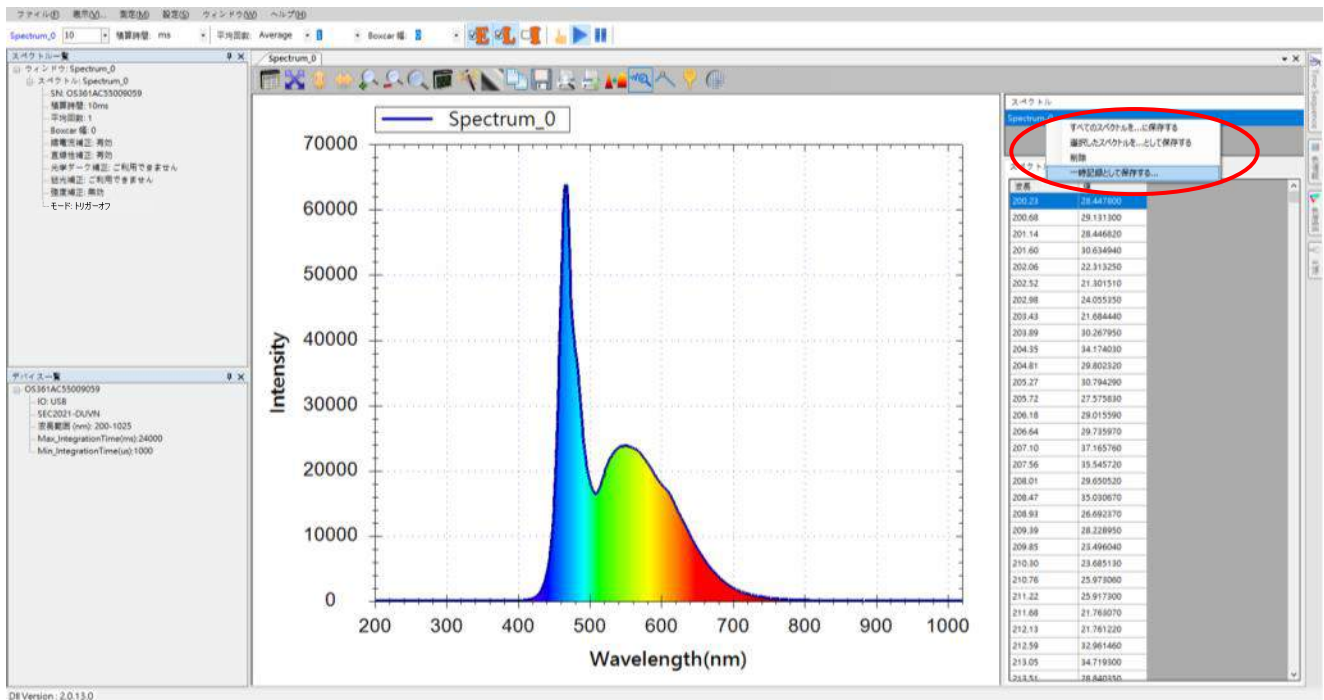 ファイル(F) 表示(V)... 測定(M) 設定(S) ウィンドウ(W) ヘルプ(H)
Spectrum_0 10 積算時間: ms 平均回数: Average Boxcar 幅:
スペクトル一覧
ウィンドウ: Spectrum_0
スペクトル: Spectrum_0
SN: OS361AC55009059
積算時間: 10ms
平均回数: 1
Boxcar 幅: 0
暗電流補正: 有効
直線性補正: 有効
光学ダーク補正: ご利用できません
迷光補正: ご利用できません
強度補正: 無効
モード: トリガーオフ
デバイス一覧
OS361AC55009059
IO: USB
SEC2021-DUVN
波長範囲 (nm): 200-1025
Max_IntegrationTime(ms):24000
Min_IntegrationTime(us):1000
Spectrum_0
Spectrum_0
70000
60000
50000
40000
30000
20000
10000
0
Intensity
200 300 400 500 600 700 800 900 1000
Wavelength(nm)
スペクトル
Spectrum_0
すべてのスペクトルを...に保存する
選択したスペクトルを...として保存する
削除
一時記録として保存する...
スペクトル
波長 値
200.23 28.447800
200.68 29.131300
201.14 28.446820
201.60 30.634940
202.06 22.313250
202.52 21.301510
202.98 24.055350
203.43 21.684440
203.89 30.267950
204.35 34.174030
204.81 29.802320
205.27 30.794290
205.72 27.575830
206.18 29.015590
206.64 29.735970
207.10 37.165760
207.56 35.545720
208.01 29.650520
208.47 35.030670
208.93 26.692370
209.39 28.228950
209.85 23.496040
210.30 23.685130
210.76 25.973060
211.22 25.917300
211.68 21.763070
212.13 21.761220
212.59 32.961460
213.05 34.719300
213.51 28.840350
Time Sequence
Dll Version : 2.0.13.0